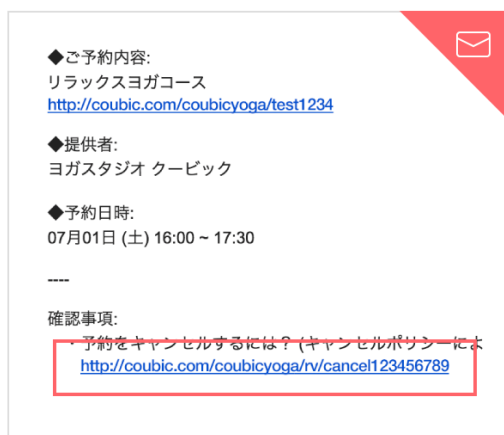 ◆ご予約内容:
リラックスヨガコース
http://coubic.com/coubicyoga/test1234
◆提供者:
ヨガスタジオ クービック
◆予約日時:
07月01日 (土) 16:00 ~ 17:30
----
確認事項:
・予約をキャンセルするには？ (キャンセルポリシーによ
http://coubic.com/coubicyoga/rv/cancel123456789